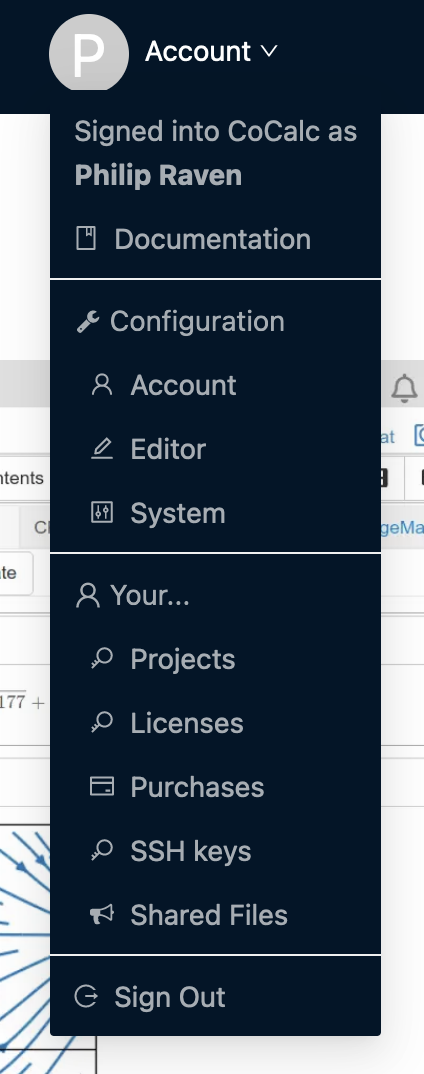 P Account
Signed into CoCalc as
Philip Raven
Documentation
Configuration
Account
at
Editor
ntents
System
geMa
te
Your...
Projects
177 +
Licenses
Purchases
SSH keys
Shared Files
Sign Out